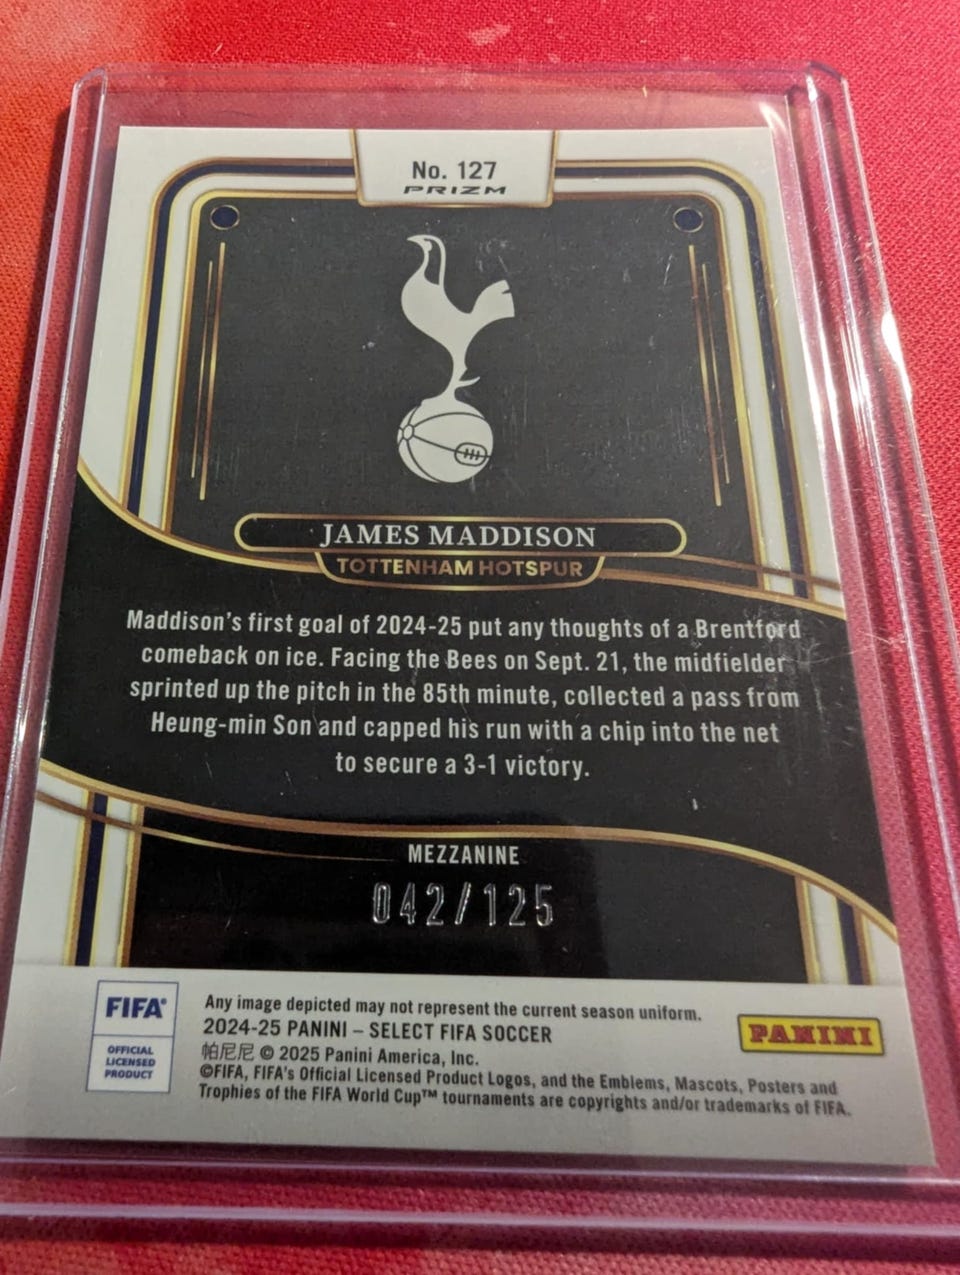 No. 127
PRIZM
JAMES MADDISON
TOTTENHAM HOTSPUR
Maddison's first goal of 2024-25 put any thoughts of a Brentford
comeback on ice. Facing the Bees on Sept. 21, the midfielder
sprinted up the pitch in the 85th minute, collected a pass from
Heung-min Son and capped his run with a chip into the net
to secure a 3-1 victory.
MEZZANINE
042/125
FIFA®
OFFICIAL
LICENSED
PRODUCT
Any image depicted may not represent the current season uniform.
2024-25 PANINI – SELECT FIFA SOCCER
帕尼尼 © 2025 Panini America, Inc.
©FIFA, FIFA's Official Licensed Product Logos, and the Emblems, Mascots, Posters and
Trophies of the FIFA World Cup™ tournaments are copyrights and/or trademarks of FIFA.
PANINI